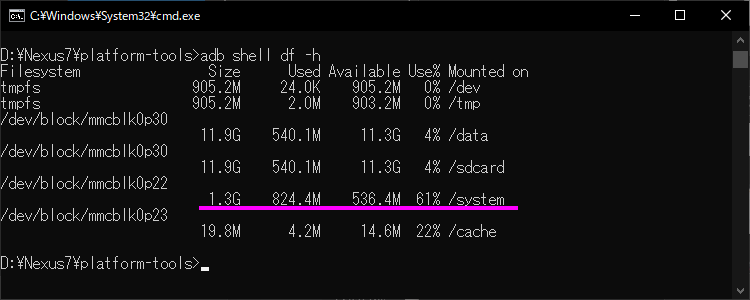 C:¥Windows¥System32¥cmd.exe
D:¥Nexus7¥platform-tools>adb shell df -h
Filesystem                Size      Used Available Use% Mounted on
tmpfs                   905.2M     24.0K    905.2M   0% /dev
tmpfs                   905.2M      2.0M    903.2M   0% /tmp
/dev/block/mmcblk0p30
                         11.9G    540.1M     11.3G   4% /data
/dev/block/mmcblk0p30
                         11.9G    540.1M     11.3G   4% /sdcard
/dev/block/mmcblk0p22
                          1.3G    824.4M    536.4M  61% /system
/dev/block/mmcblk0p23
                         19.8M      4.2M     14.6M  22% /cache
D:¥Nexus7¥platform-tools>